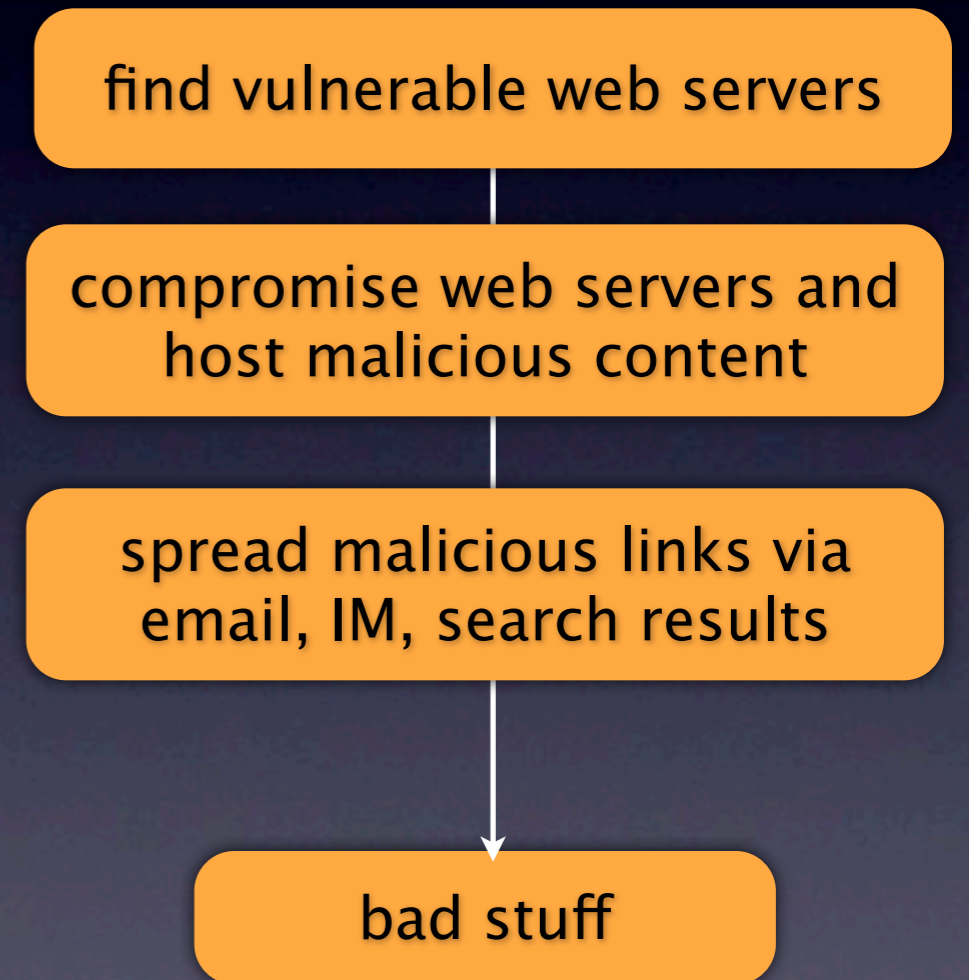 find vulnerable web servers
compromise web servers and
host malicious content
spread malicious links via
email, IM, search results
bad stuff